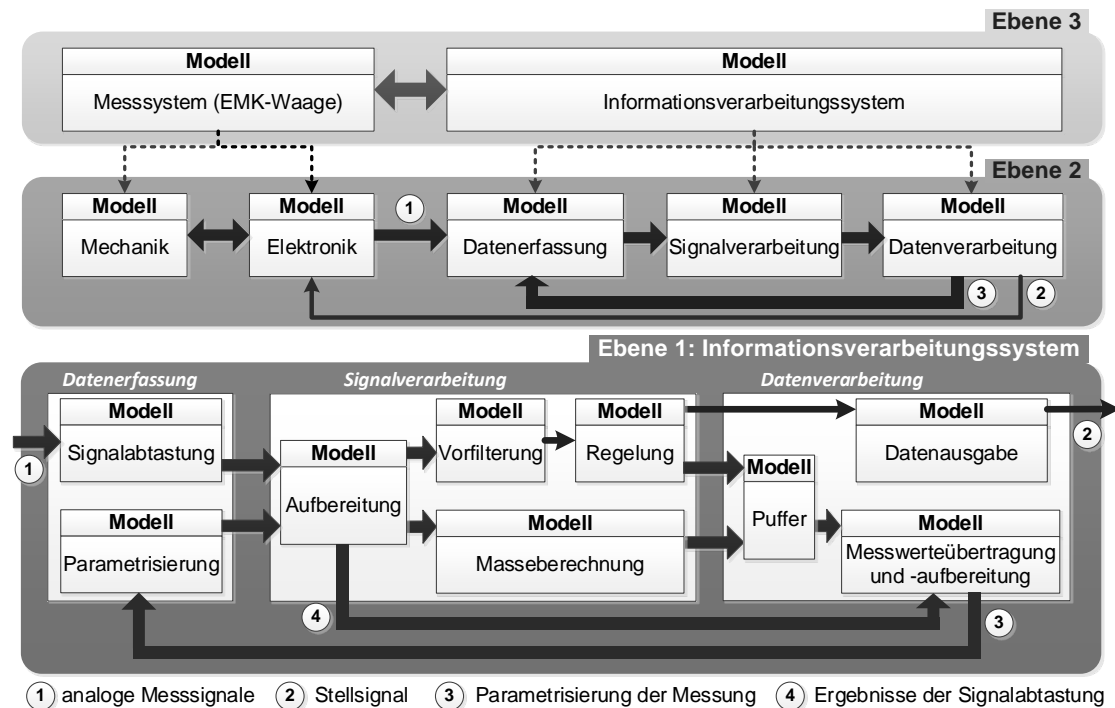 Ebene 3
Modell
Messsystem (EMK-Waage)
Modell
Informationsverarbeitungssystem
Ebene 2
Modell
Mechanik
Modell
Elektronik
1
Modell
Datenerfassung
Modell
Signalverarbeitung
Modell
Datenverarbeitung
3
2
Ebene 1: Informationsverarbeitungssystem
Datenerfassung
Signalverarbeitung
Datenverarbeitung
1
Modell
Signalabtastung
Modell
Parametrisierung
Modell
Aufbereitung
Modell
Vorfilterung
Modell
Regelung
Modell
Masseberechnung
Modell
Puffer
Modell
Datenausgabe
2
Modell
Messwerteübertragung
und -aufbereitung
4
3
1 analoge Messsignale 2 Stellsignal 3 Parametrisierung der Messung 4 Ergebnisse der Signalabtastung